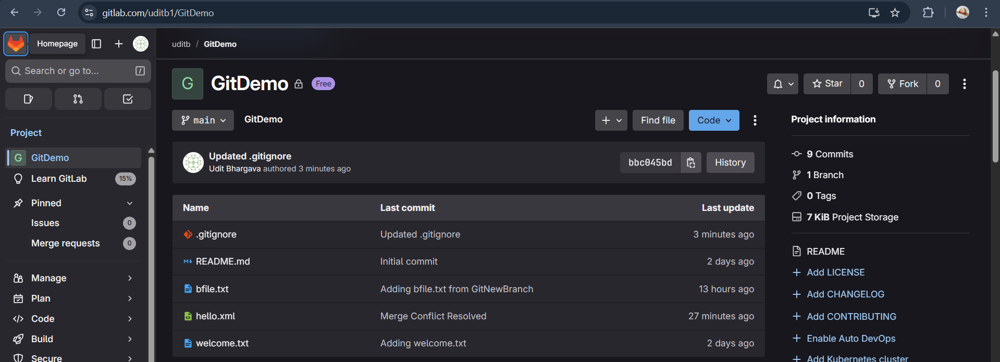 gitlab.com/uditb1/GitDemo
Homepage
uditb / GitDemo
Search or go to... /
G GitDemo Free
Star 0 Fork 0
main GitDemo Find file Code
Project
G GitDemo
Learn GitLab 15%
Pinned
Issues 0
Merge requests 0
Manage
Plan
Code
Build
Secure
Updated .gitignore
Udit Bhargava authored 3 minutes ago
bbc045bd History
Name Last commit Last update
.gitignore Updated .gitignore 3 minutes ago
README.md Initial commit 2 days ago
bfile.txt Adding bfile.txt from GitNewBranch 13 hours ago
hello.xml Merge Conflict Resolved 27 minutes ago
welcome.txt Adding welcome.txt 2 days ago
Project information
9 Commits
1 Branch
0 Tags
7 KiB Project Storage
README
Add LICENSE
Add CHANGELOG
Add CONTRIBUTING
Enable Auto DevOps
Add Kubernetes cluster